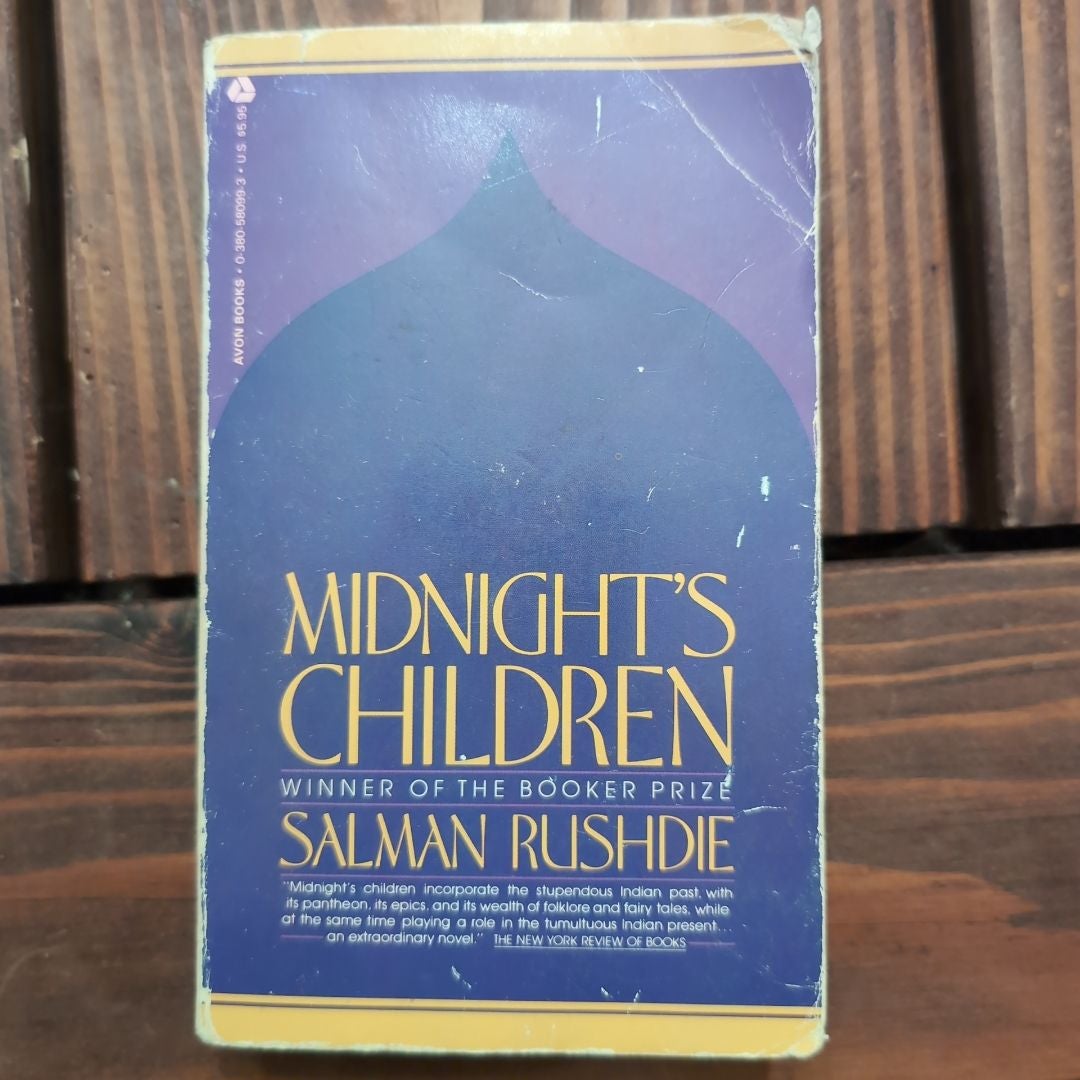 AVON BOOKS • 0-380-58099-3 • U.S. $5.95
MIDNIGHT'S
CHILDREN
WINNER OF THE BOOKER PRIZE
SALMAN RUSHDIE
"Midnight's children incorporate the stupendous Indian past, with
its pantheon, its epics, and its wealth of folklore and fairy tales, while
at the same time playing a role in the tumultuous Indian present...
an extraordinary novel." THE NEW YORK REVIEW OF BOOKS